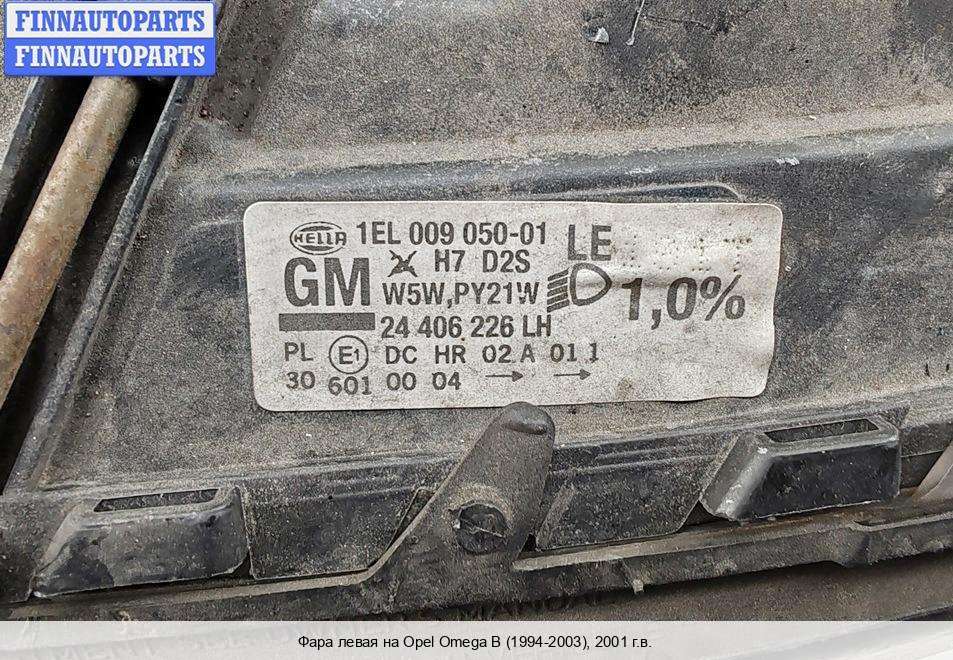 FINNAUTOPARTS
FINNAUTOPARTS
HELLA 1EL 009 050-01 LE
GM H7 D2S
W5W,PY21W 1,0%
24 406 226 LH
PL E1 DC HR 02 A 01 1
30 601 00 04 → →
Фара левая на Opel Omega B (1994-2003), 2001 г.в.